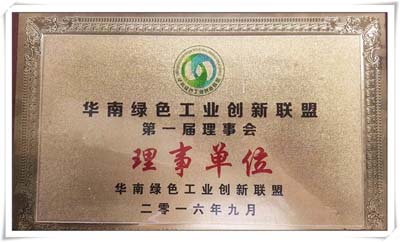 华南绿色工业创新联盟
第一届理事会
理事单位
华南绿色工业创新联盟
二零一六年九月